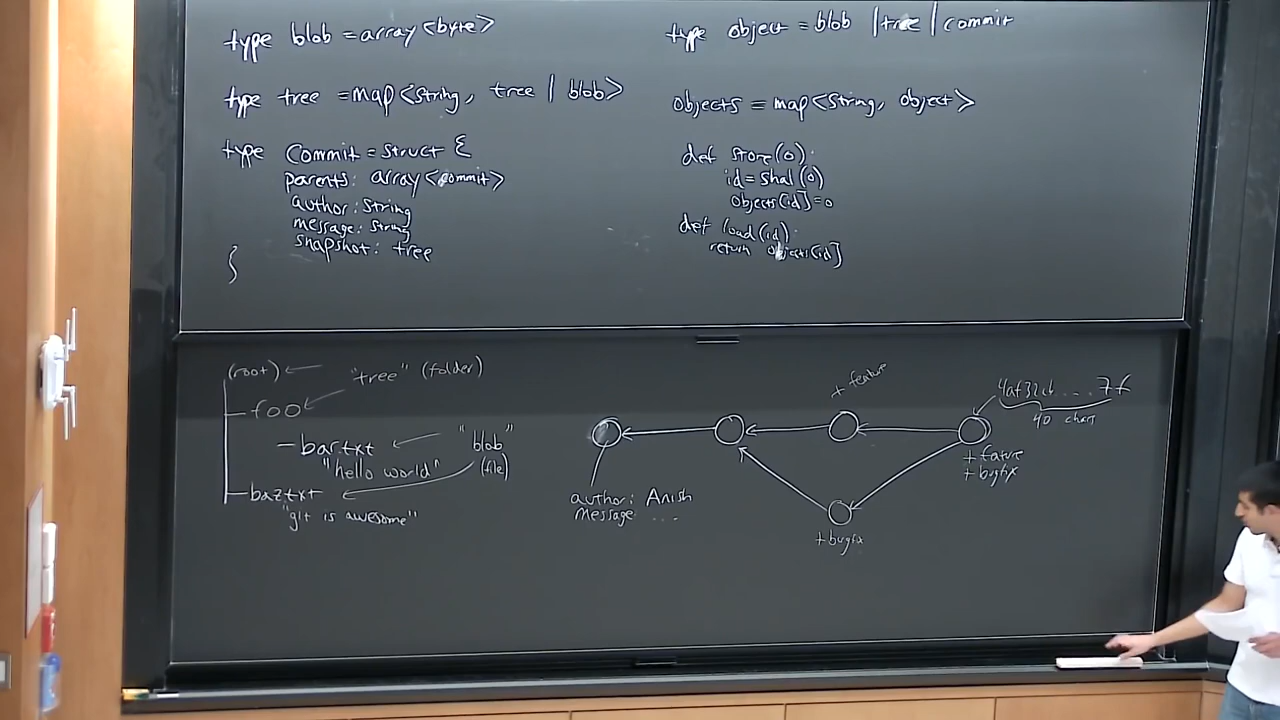 type blob = array<byte>
type tree = map<string, tree | blob>
type commit = struct {
parents: array<commit>
author: string
message: string
snapshot: tree
}
type object = blob | tree | commit
objects = map<string, object>
def store(o):
id = sha1(o)
objects[id] = o
def load(id):
return objects[id]
(root)
"tree" (folder)
foo
bar.txt
"blob"
(file)
"hello world"
baz.txt
"git is awesome"
+ feature
4af32cb....7f
40 chars
+ feature
+ bugfix
author: Anish
message: ...
+ bugfix